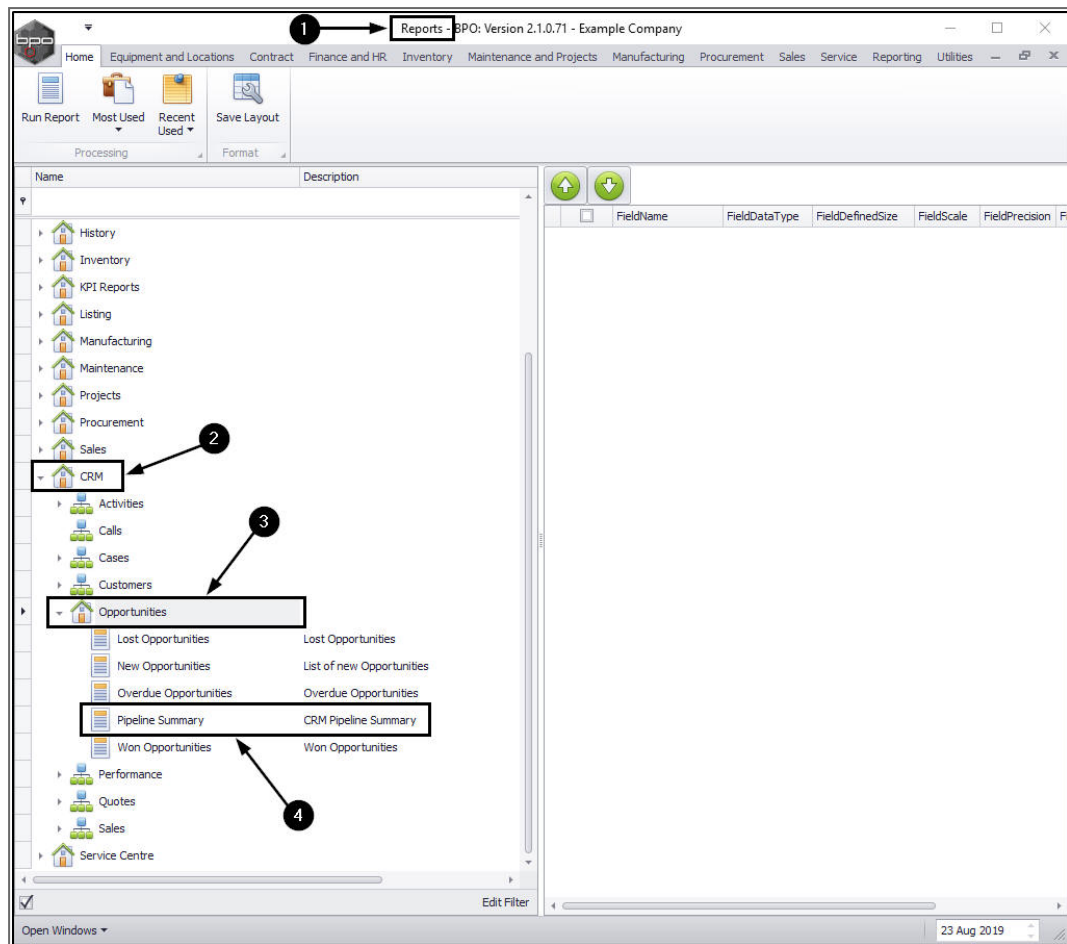 1
Reports - BPO: Version 2.1.0.71 - Example Company
bpo
Home Equipment and Locations Contract Finance and HR Inventory Maintenance and Projects Manufacturing Procurement Sales Service Reporting Utilities
Run Report Most Used Recent Used Save Layout
Processing Format
Name Description
FieldName FieldDataType FieldDefinedSize FieldScale FieldPrecision Fi
History
Inventory
KPI Reports
Listing
Manufacturing
Maintenance
Projects
Procurement
2
Sales
CRM
Activities
3
Calls
Cases
Customers
Opportunities
Lost Opportunities Lost Opportunities
New Opportunities List of new Opportunities
Overdue Opportunities Overdue Opportunities
Pipeline Summary CRM Pipeline Summary
Won Opportunities Won Opportunities
Performance
Quotes
4
Sales
Service Centre
Edit Filter
Open Windows 23 Aug 2019